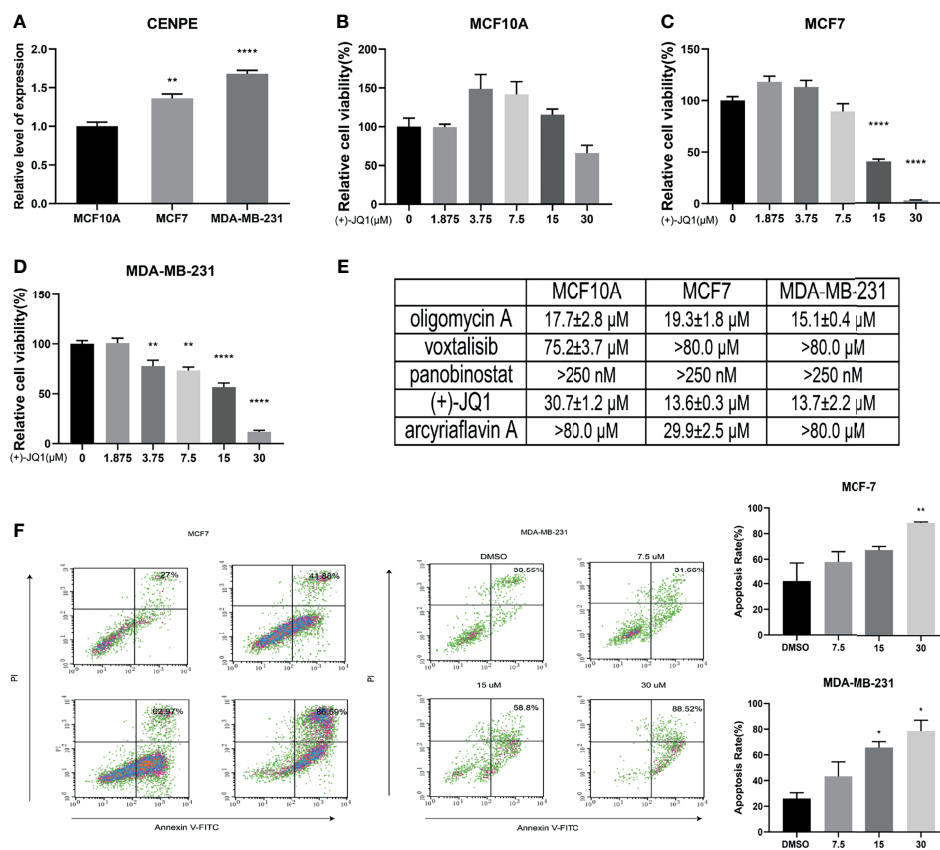 A
CENPE
Relative level of expression
2.0
1.5
1.0
0.5
0.0
**
****
MCF10A MCF7 MDA-MB-231
B
MCF10A
Relative cell viability(%)
200
150
100
50
0
(+)-JQ1(μM) 0 1.875 3.75 7.5 15 30
C
MCF7
Relative cell viability(%)
150
100
50
0
****
****
(+)-JQ1(μM) 0 1.875 3.75 7.5 15 30
D
MDA-MB-231
Relative cell viability(%)
150
100
50
0
** ** ****
****
(+)-JQ1(μM) 0 1.875 3.75 7.5 15 30
E
MCF10A MCF7 MDA-MB-231
oligomycin A 17.7±2.8 μM 19.3±1.8 μM 15.1±0.4 μM
voxtalisib 75.2±3.7 μM >80.0 μM >80.0 μM
panobinostat >250 nM >250 nM >250 nM
(+)-JQ1 30.7±1.2 μM 13.6±0.3 μM 13.7±2.2 μM
arcyriaflavin A >80.0 μM 29.9±2.5 μM >80.0 μM
F
MCF7
27%
41.88%
62.97%
86.59%
PI
Annexin V-FITC
MDA-MB-231
DMSO 7.5 uM
31.66%
15 uM 30 uM
58.8%
88.52%
PI
Annexin V-FITC
MCF-7
Apoptosis Rate(%)
100
80
60
40
20
0
**
DMSO 7.5 15 30
MDA-MB-231
Apoptosis Rate(%)
100
80
60
40
20
0
*
*
DMSO 7.5 15 30